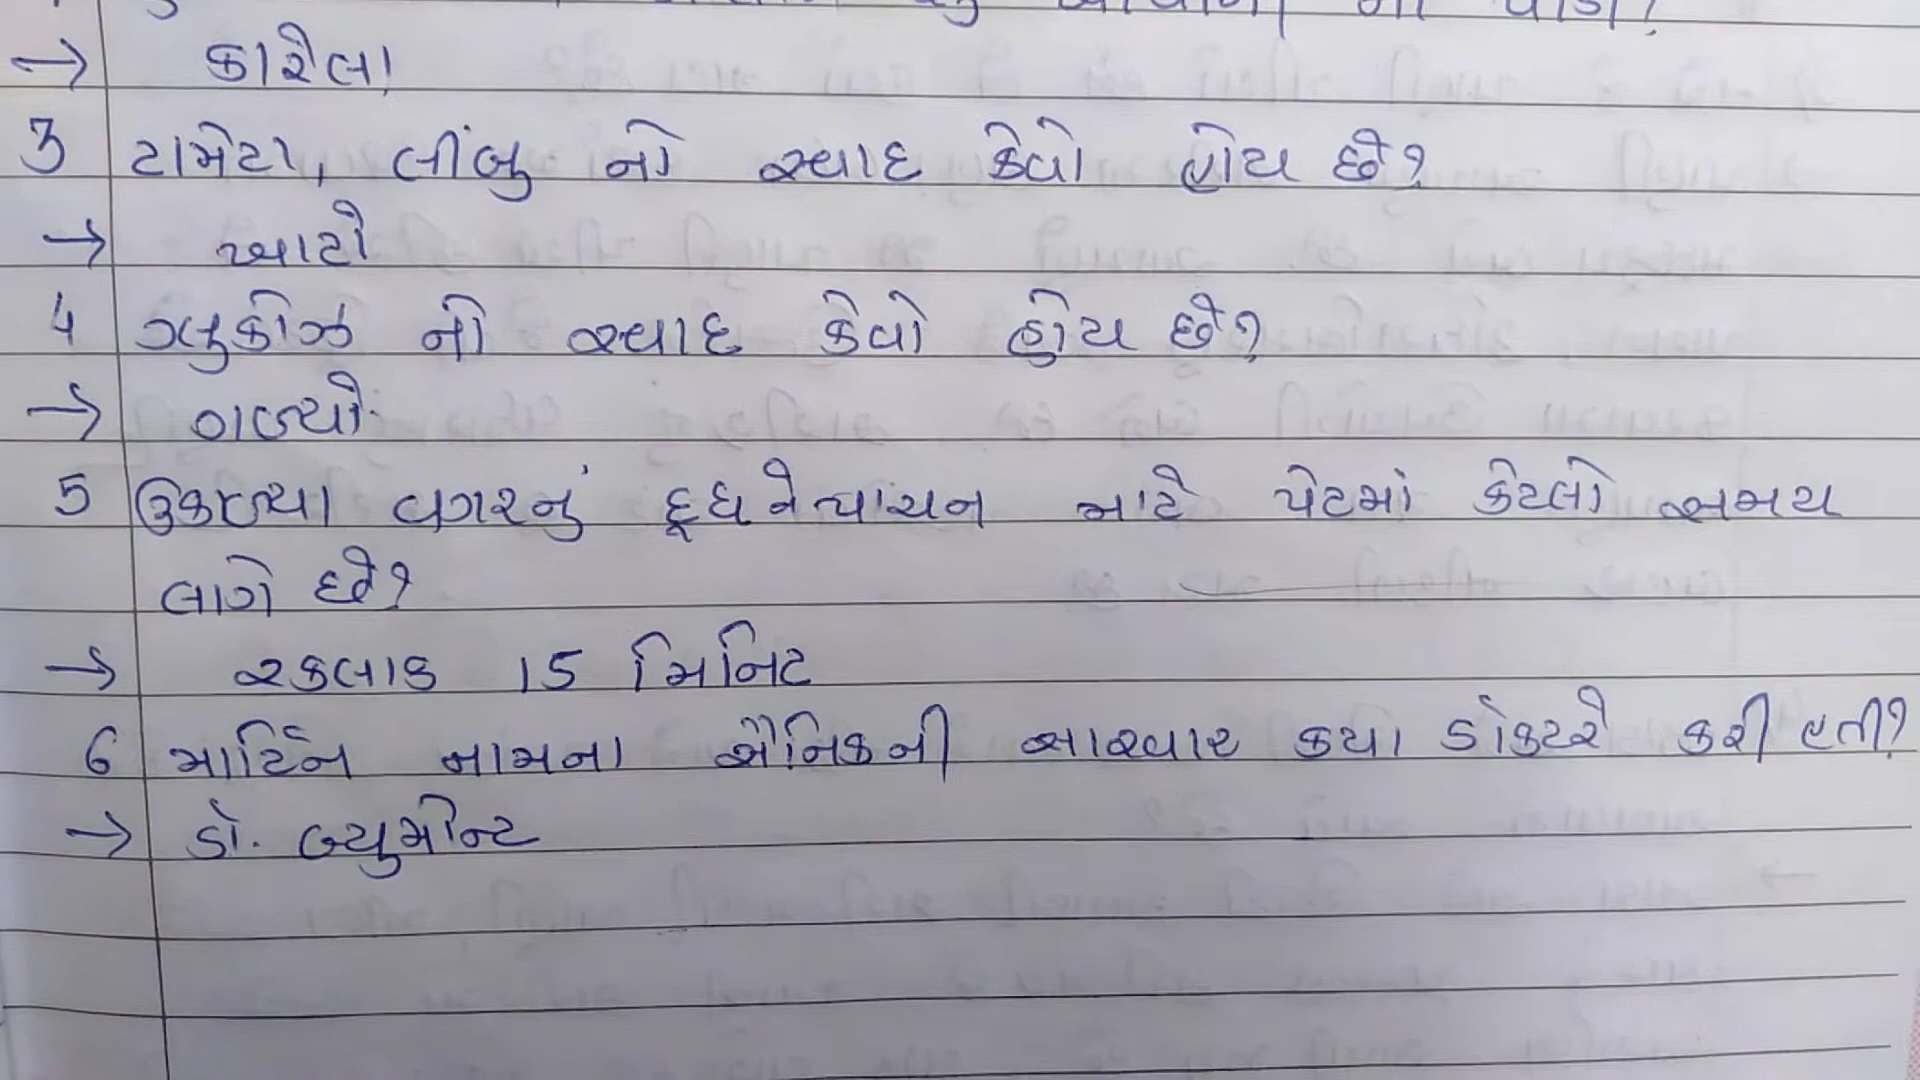 → કારેલા
3 ટામેટા, લીંબુ નો સ્વાદ કેવો હોય છે?
→ ખાટો
4 ગ્લુકોઝ નો સ્વાદ કેવો હોય છે?
→ ગળ્યો
5 ઉકાળ્યા વગરનું દૂધ ને પાચન માટે પેટમાં કેટલો સમય
લાગે છે?
→ ૨કલાક 15 મિનિટ
6 માર્ટિન નામના સૈનિકની સારવાર કયા ડોક્ટરે કરી હતી?
→ ડો. બ્યુમોન્ટ